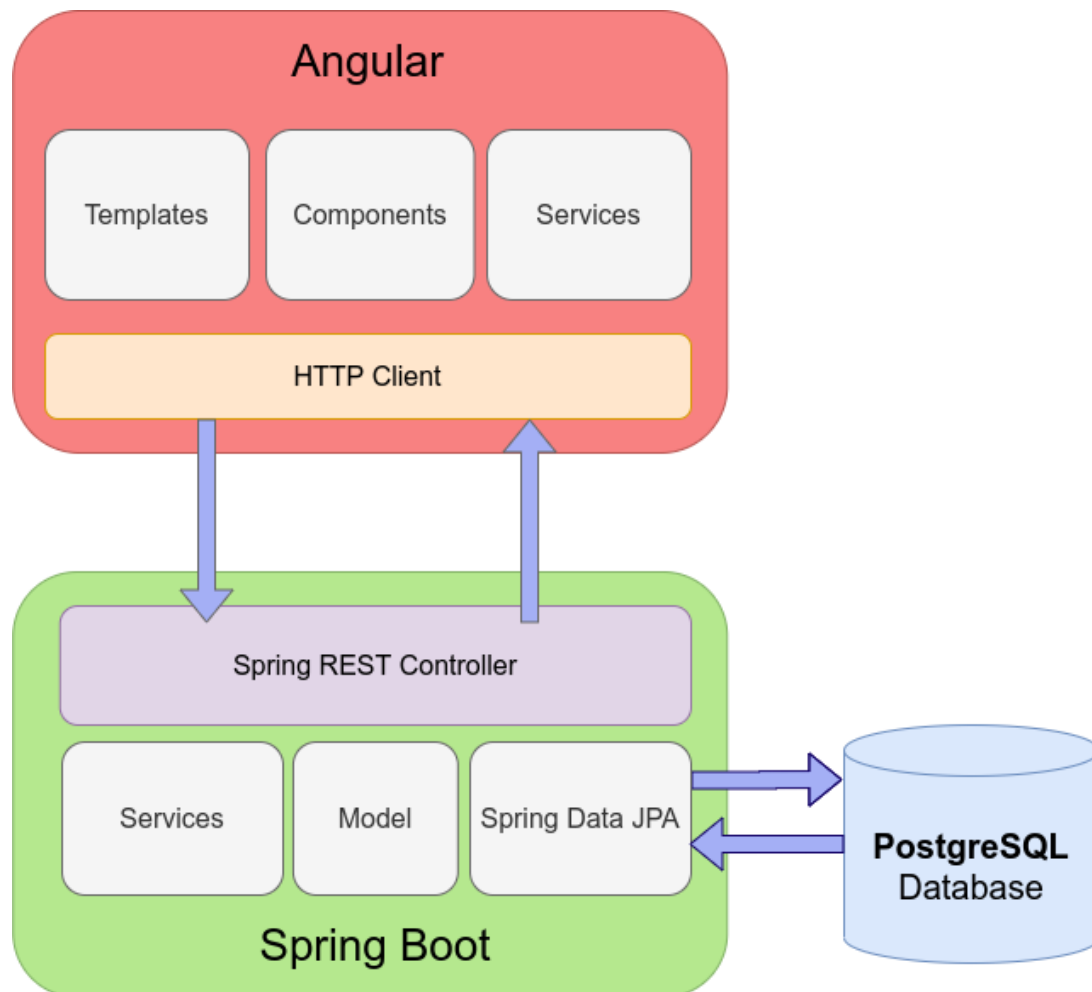 Angular
Templates
Components
Services
HTTP Client
Spring REST Controller
Services
Model
Spring Data JPA
PostgreSQL
Database
Spring Boot